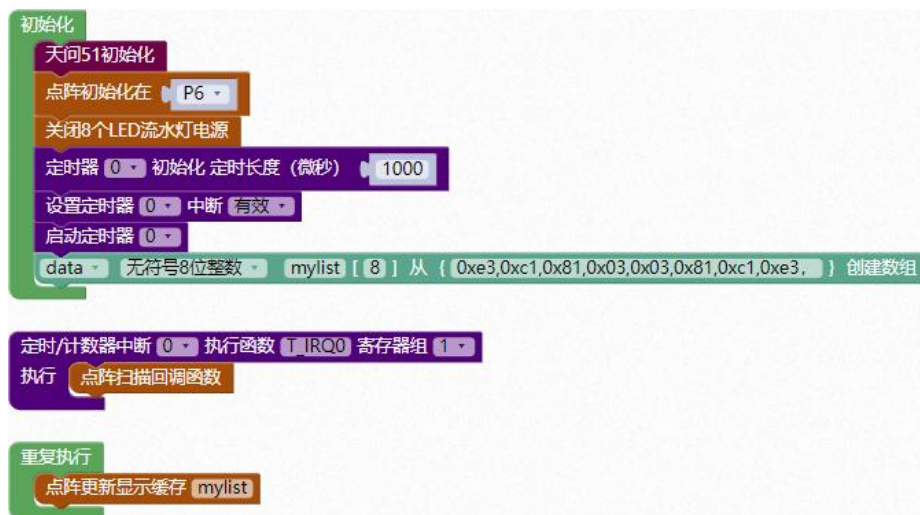 初始化
天问51初始化
点阵初始化在 P6
关闭8个LED流水灯电源
定时器 0 初始化 定时长度（微秒） 1000
设置定时器 0 中断 有效
启动定时器 0
data 无符号8位整数 mylist [ 8 ] 从 { 0xe3,0xc1,0x81,0x03,0x03,0x81,0xc1,0xe3, } 创建数组
定时/计数器中断 0 执行函数 T_IRQ0 寄存器组 1
执行 点阵扫描回调函数
重复执行
点阵更新显示缓存 mylist